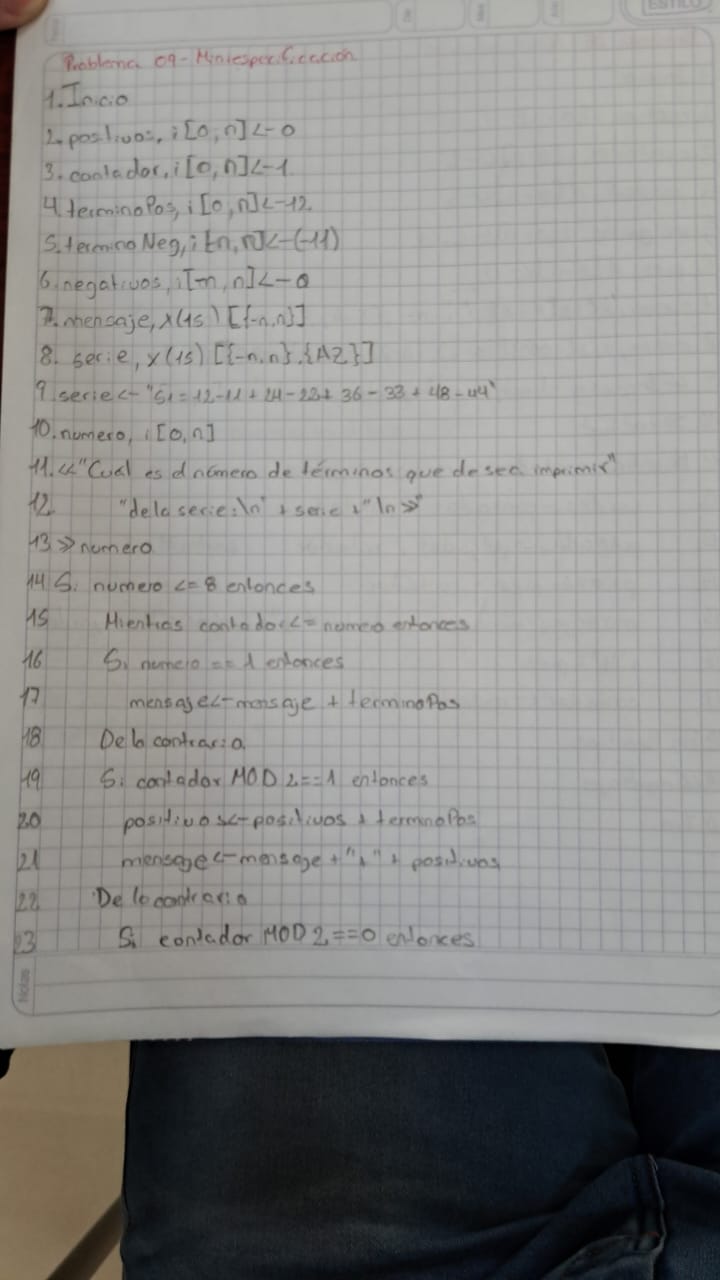 ESTILO
Problema 09 - Miniespecificación
1. Inicio
2. positivos, i [0, n] <- 0
3. contador, i [0, n] <- 1
4. terminoPos, i [0, n] <- 12
5. terminoNeg, i [-n, n] <- (-11)
6. negativos, i [-n, n] <- 0
7. mensaje, x(15) [{-n,n}]
8. serie, x(15) [{-n,n}.{AZ}]
9. serie <- "S1 = 12-11 + 24 - 22 + 36 - 33 + 48 - 44"
10. numero, i [0, n]
11. << "Cual es el número de términos que desea imprimir"
12 "de la serie: \n" + serie + "\n >>"
13 >> numero
14 Si numero <= 8 entonces
15 Mientras contador <= numero entonces
16 Si numero == 1 entonces
17 mensaje <- mensaje + terminoPos
18 De lo contrario
19 Si contador MOD 2 == 1 entonces
20 positivos <- positivos + terminoPos
21 mensaje <- mensaje + "+" + positivos
22 De lo contrario
23 Si contador MOD 2 == 0 entonces
Notas